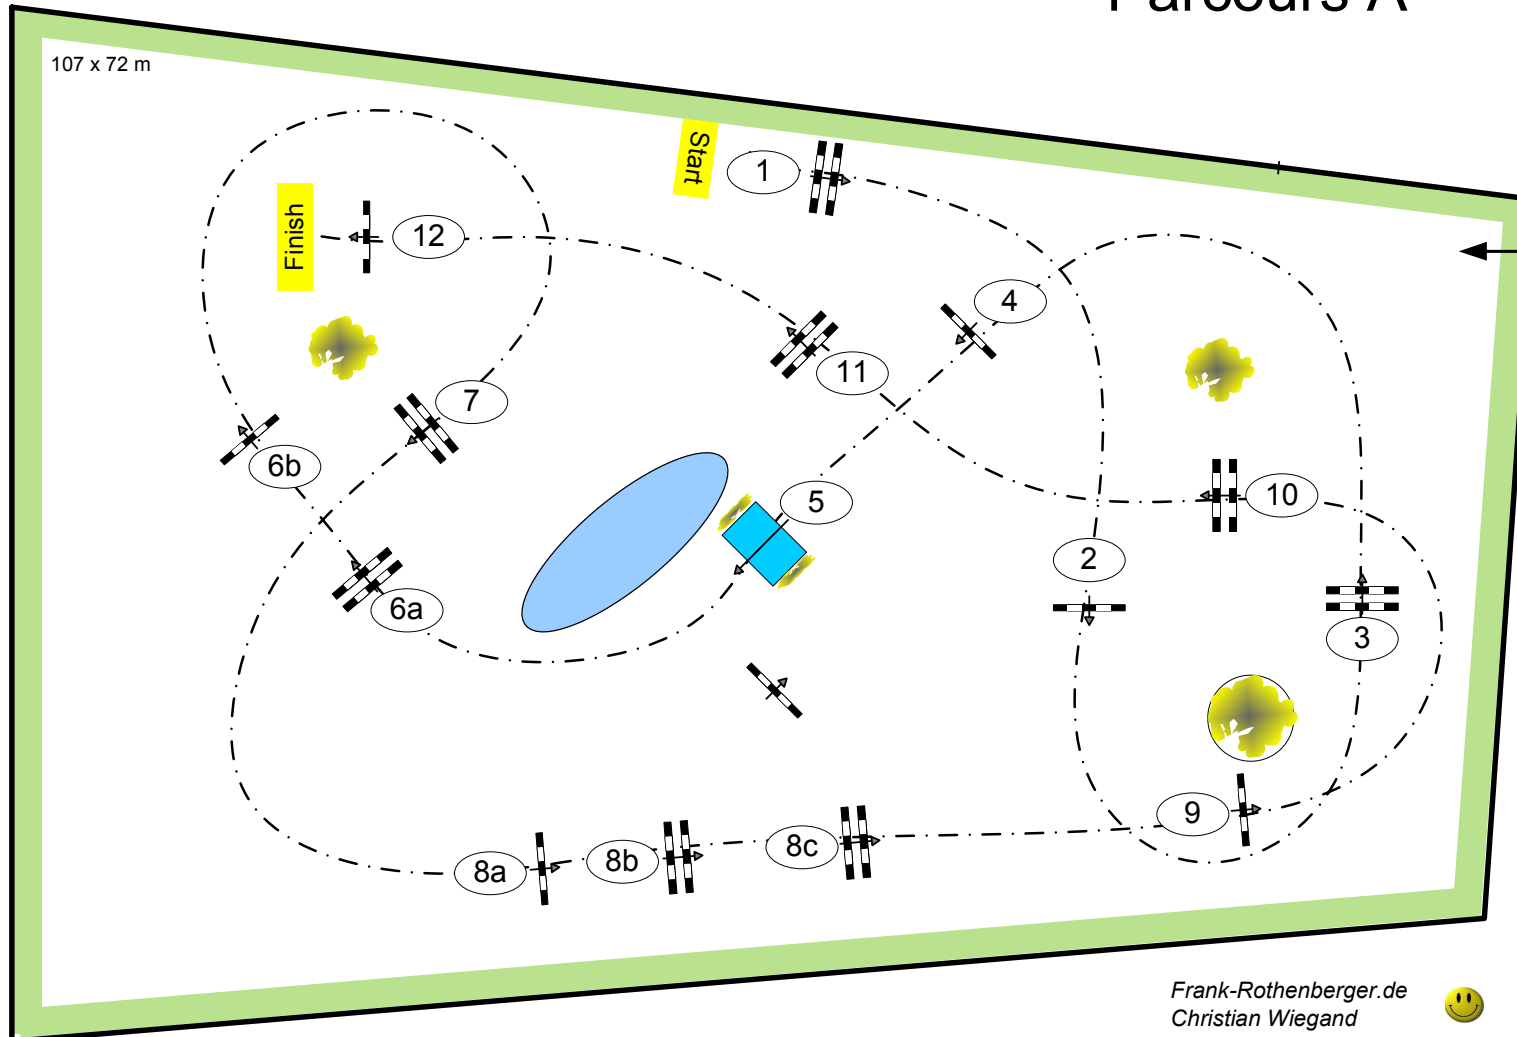 Parcours A
107 x 72 m
Start
1
Finish
12
4
11
7
6b
5
10
2
6a
3
9
8a
8b
8c
Frank-Rothenberger.de
Christian Wiegand